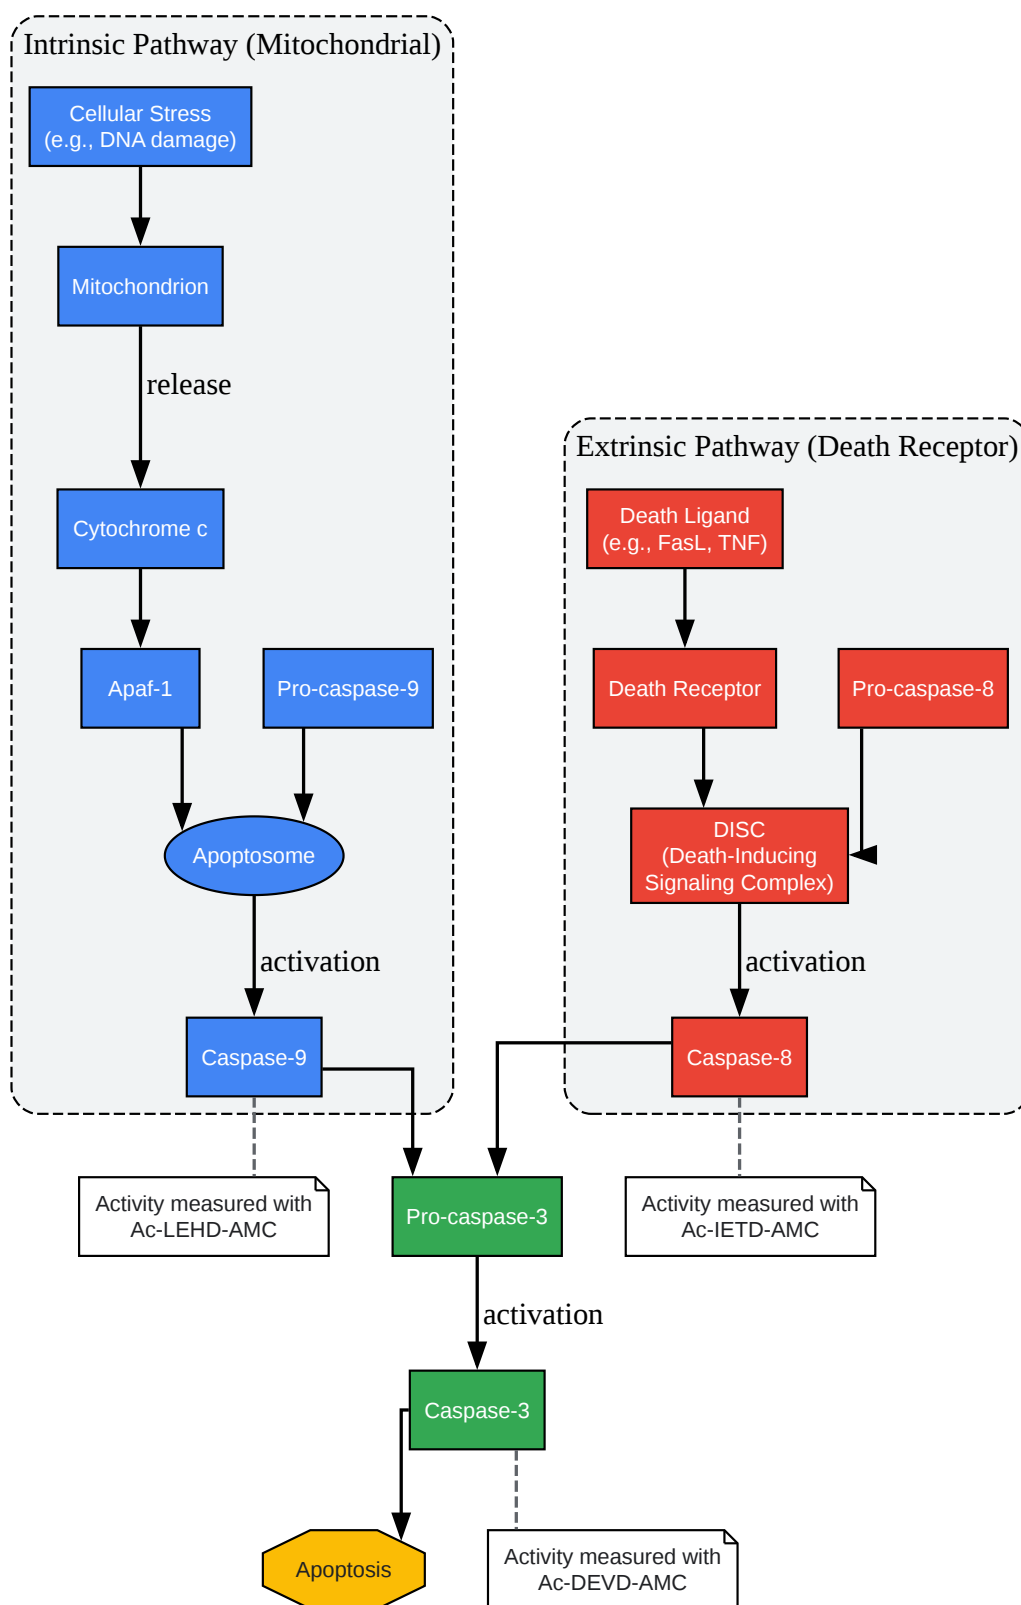 Intrinsic Pathway (Mitochondrial)
Cellular Stress
(e.g., DNA damage)
Mitochondrion
release
Cytochrome c
Apaf-1
Pro-caspase-9
Apoptosome
activation
Caspase-9
Activity measured with
Ac-LEHD-AMC
Extrinsic Pathway (Death Receptor)
Death Ligand
(e.g., FasL, TNF)
Death Receptor
Pro-caspase-8
DISC
(Death-Inducing
Signaling Complex)
activation
Caspase-8
Activity measured with
Ac-IETD-AMC
Pro-caspase-3
activation
Caspase-3
Apoptosis
Activity measured with
Ac-DEVD-AMC